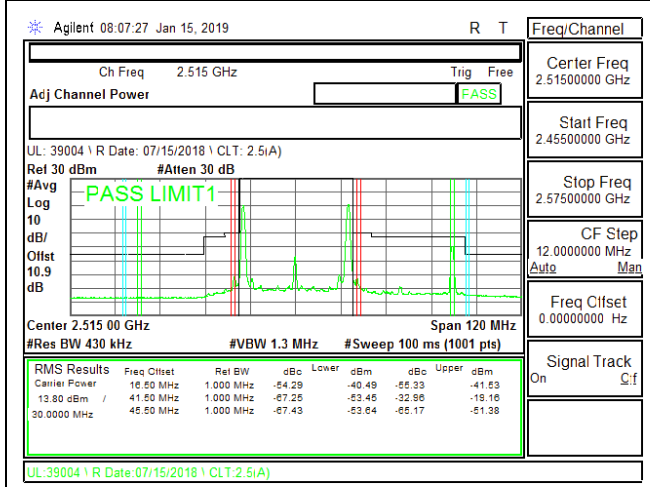 Agilent 08:07:27 Jan 15, 2019 R T
Freq/Channel
Ch Freq 2.515 GHz Trig Free
Adj Channel Power PASS
Center Freq
2.51500000 GHz
Start Freq
2.45500000 GHz
Stop Freq
2.57500000 GHz
CF Step
12.0000000 MHz
Auto Man
Freq Offset
0.00000000 Hz
Signal Track
On
UL: 39004 \ R Date: 07/15/2018 \ CLT: 2.5(A)
Ref 30 dBm #Atten 30 dB
#Avg
Log
10
dB/
Offst
10.9
dB
PASS LIMIT1
Center 2.515 00 GHz Span 120 MHz
#Res BW 430 kHz #VBW 1.3 MHz #Sweep 100 ms (1001 pts)
RMS Results Freq Offset Ref BW dBc Lower dBm dBc Upper dBm
Carrier Power 16.50 MHz 1.000 MHz -54.29 -40.49 -55.33 -41.53
13.80 dBm / 41.50 MHz 1.000 MHz -67.25 -53.45 -32.96 -19.16
30.0000 MHz 45.50 MHz 1.000 MHz -67.43 -53.64 -65.17 -51.38
UL:39004 \ R Date:07/15/2018 \ CLT:2.5(A)